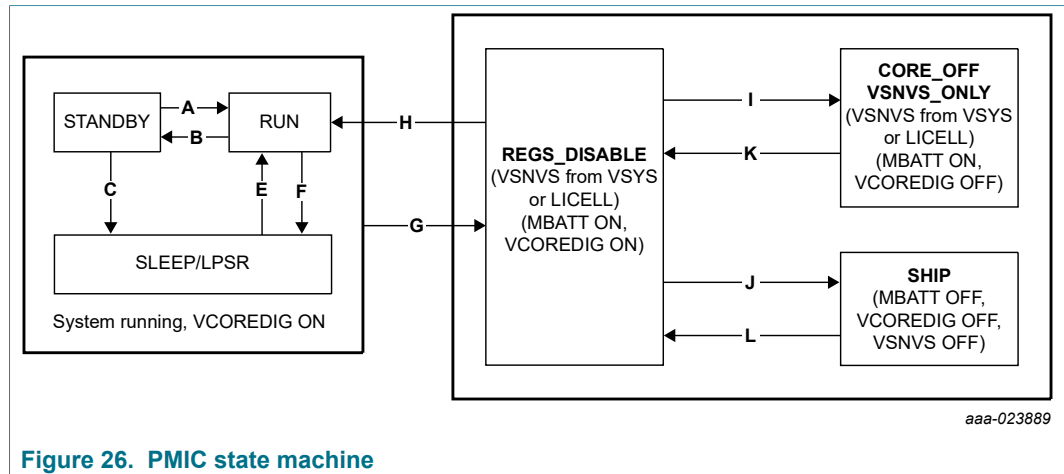 STANDBY
A
B
RUN
C
E
F
SLEEP/LPSR
System running, VCOREDIG ON
H
G
REGS_DISABLE
(VSNVS from VSYS
or LICELL)
(MBATT ON,
VCOREDIG ON)
I
K
CORE_OFF
VSNVS_ONLY
(VSNVS from VSYS
or LICELL)
(MBATT ON,
VCOREDIG OFF)
J
L
SHIP
(MBATT OFF,
VCOREDIG OFF,
VSNVS OFF)
aaa-023889
Figure 26. PMIC state machine